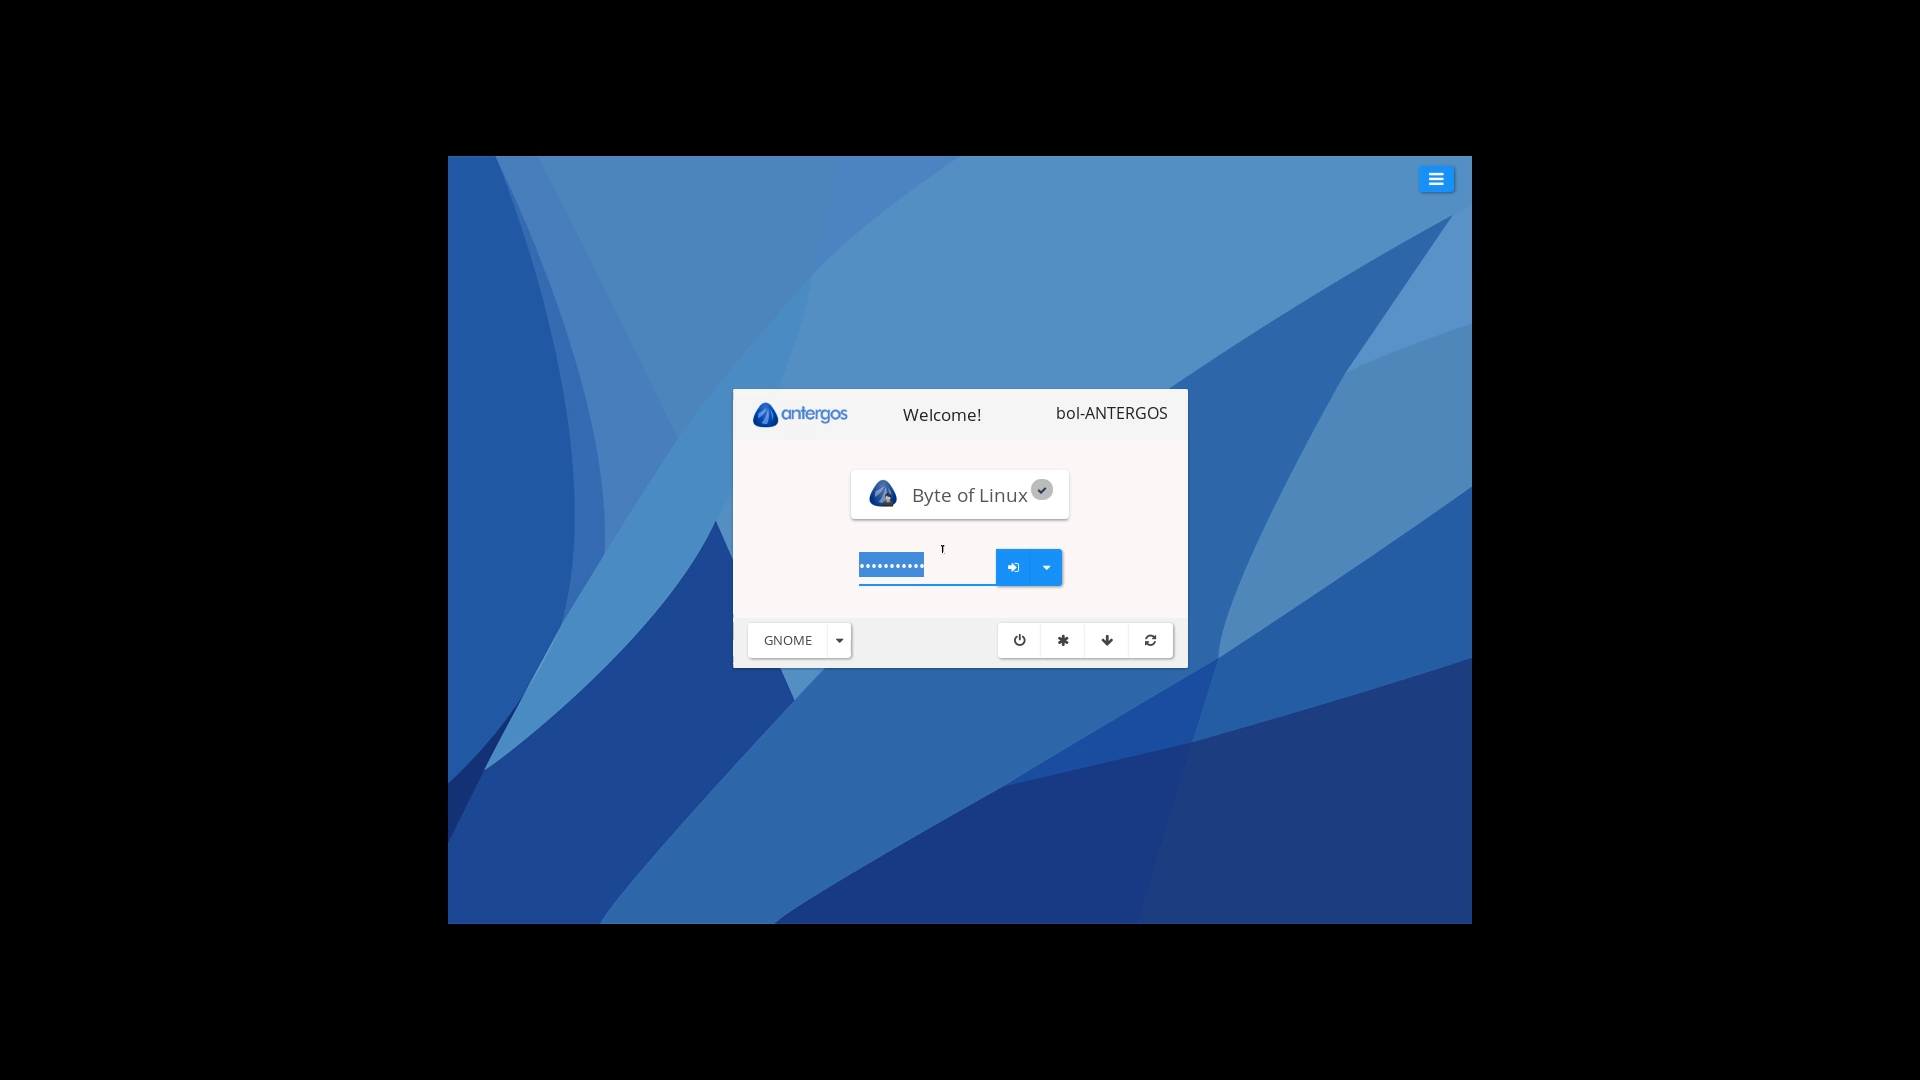 antergos
Welcome!
bol-ANTERGOS
Byte of Linux
•••••••••••
GNOME